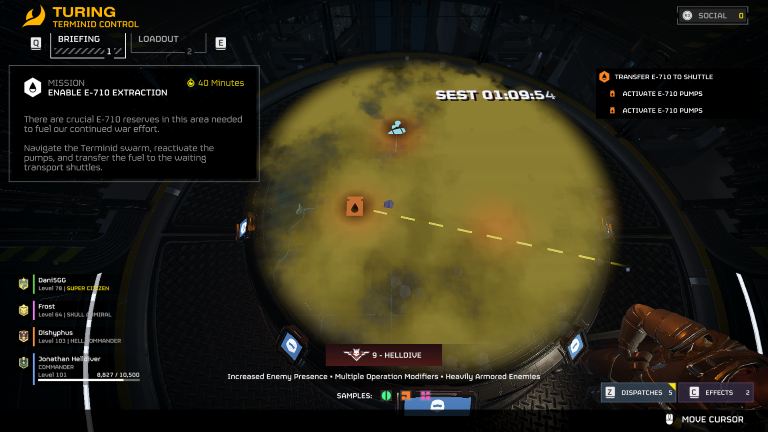 TURING
TERMINID CONTROL
SOCIAL 0
Q BRIEFING 1 LOADOUT 2 E
MISSION 40 Minutes
ENABLE E-710 EXTRACTION
There are crucial E-710 reserves in this area needed
to fuel our continued war effort.
Navigate the Terminid swarm, reactivate the
pumps, and transfer the fuel to the waiting
transport shuttles.
SEST 01:09:54
TRANSFER E-710 TO SHUTTLE
ACTIVATE E-710 PUMPS
ACTIVATE E-710 PUMPS
DaniSGG
Level 78 | SUPER CITIZEN
Frost
Level 64 | SKULL ADMIRAL
Dishyphus
Level 103 | HELL COMMANDER
Jonathan Helldiver
COMMANDER
Level 101 8,827 / 10,500
9 - HELLDIVE
Increased Enemy Presence • Multiple Operation Modifiers • Heavily Armored Enemies
SAMPLES:
Z DISPATCHES 5 C EFFECTS 2
MOVE CURSOR